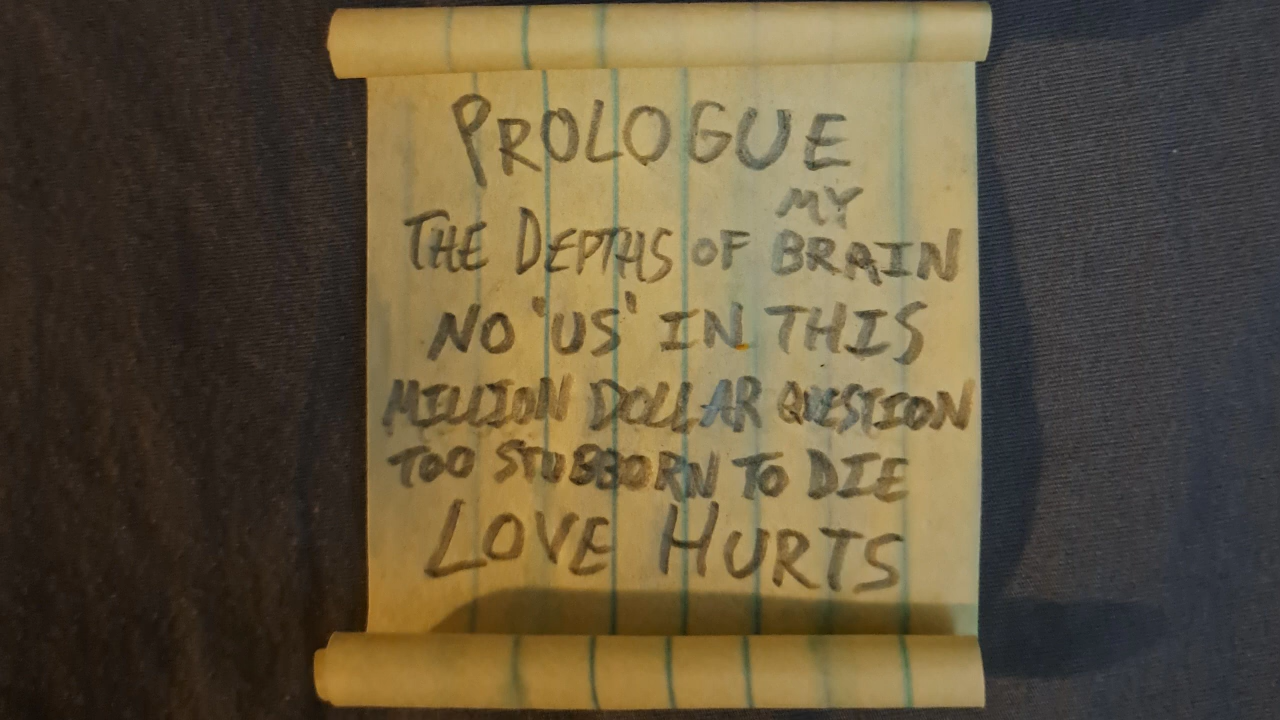 PROLOGUE
MY
THE DEPTHS OF BRAIN
NO 'US' IN THIS
MILLION DOLLAR QUESTION
TOO STUBBORN TO DIE
LOVE HURTS